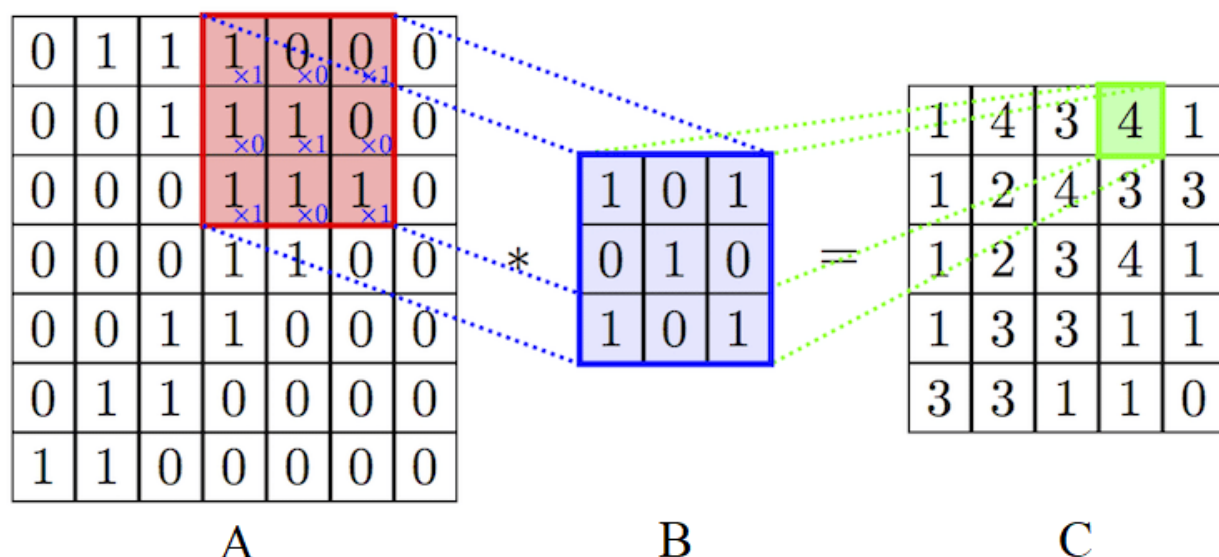 0 1 1 1×1 0×0 0×1 0
0 0 1 1×0 1×1 0×0 0
0 0 0 1×1 1×0 1×1 0
0 0 0 1 1 0 0
0 0 1 1 0 0 0
0 1 1 0 0 0 0
1 1 0 0 0 0 0
A
*
1 0 1
0 1 0
1 0 1
B
=
1 4 3 4 1
1 2 4 3 3
1 2 3 4 1
1 3 3 1 1
3 3 1 1 0
C